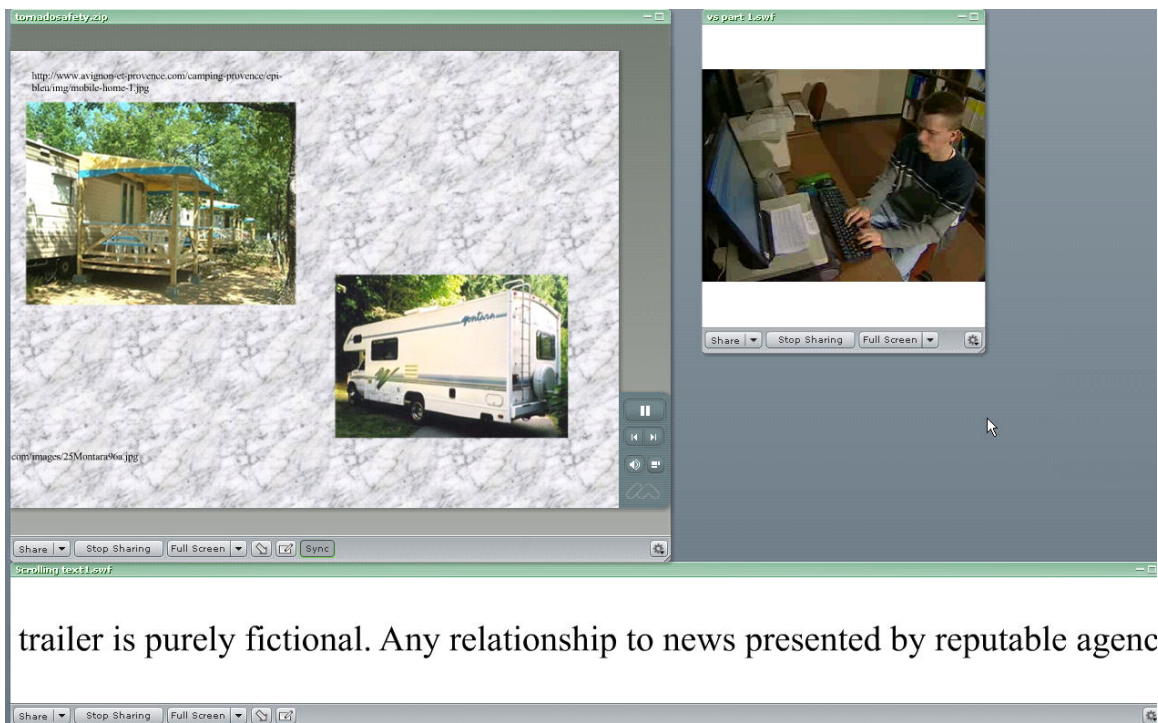 tornadosafety.zip
http://www.avignon-et-provence.com/camping-provence/epi-
bleu/img/mobile-home-1.jpg
montara
com/images/25Montara96a.jpg
Share
Stop Sharing
Full Screen
Sync
vs part 1.swf
Share
Stop Sharing
Full Screen
Scrolling text1.swf
trailer is purely fictional. Any relationship to news presented by reputable agenc
Share
Stop Sharing
Full Screen